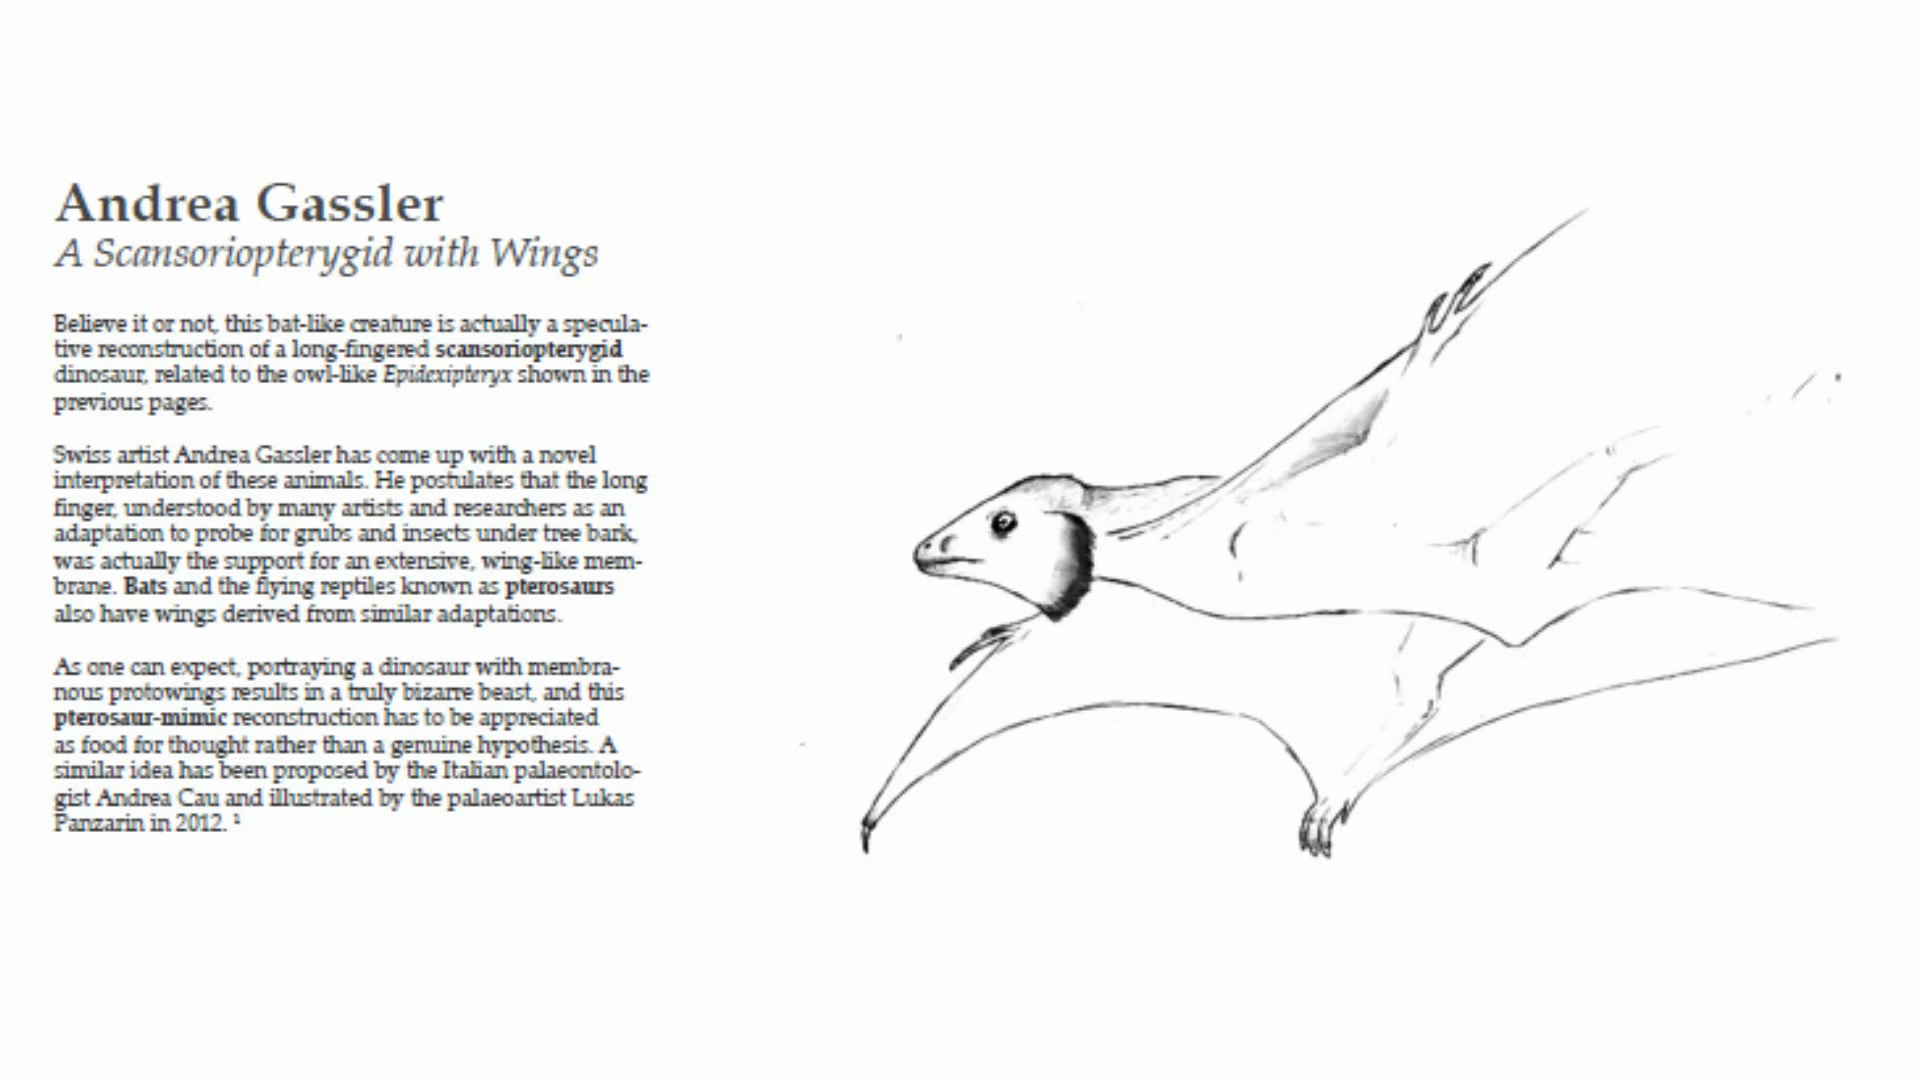 Andrea Gassler
A Scansoriopterygid with Wings
Believe it or not, this bat-like creature is actually a specula-
tive reconstruction of a long-fingered scansoriopterygid
dinosaur, related to the owl-like Epidexipteryx shown in the
previous pages.
Swiss artist Andrea Gassler has come up with a novel
interpretation of these animals. He postulates that the long
finger, understood by many artists and researchers as an
adaptation to probe for grubs and insects under tree bark,
was actually the support for an extensive, wing-like mem-
brane. Bats and the flying reptiles known as pterosaurs
also have wings derived from similar adaptations.
As one can expect, portraying a dinosaur with membra-
nous protowings results in a truly bizarre beast, and this
pterosaur-mimic reconstruction has to be appreciated
as food for thought rather than a genuine hypothesis. A
similar idea has been proposed by the Italian palaeontolo-
gist Andrea Cau and illustrated by the palaeoartist Lukas
Panzarin in 2012. ¹